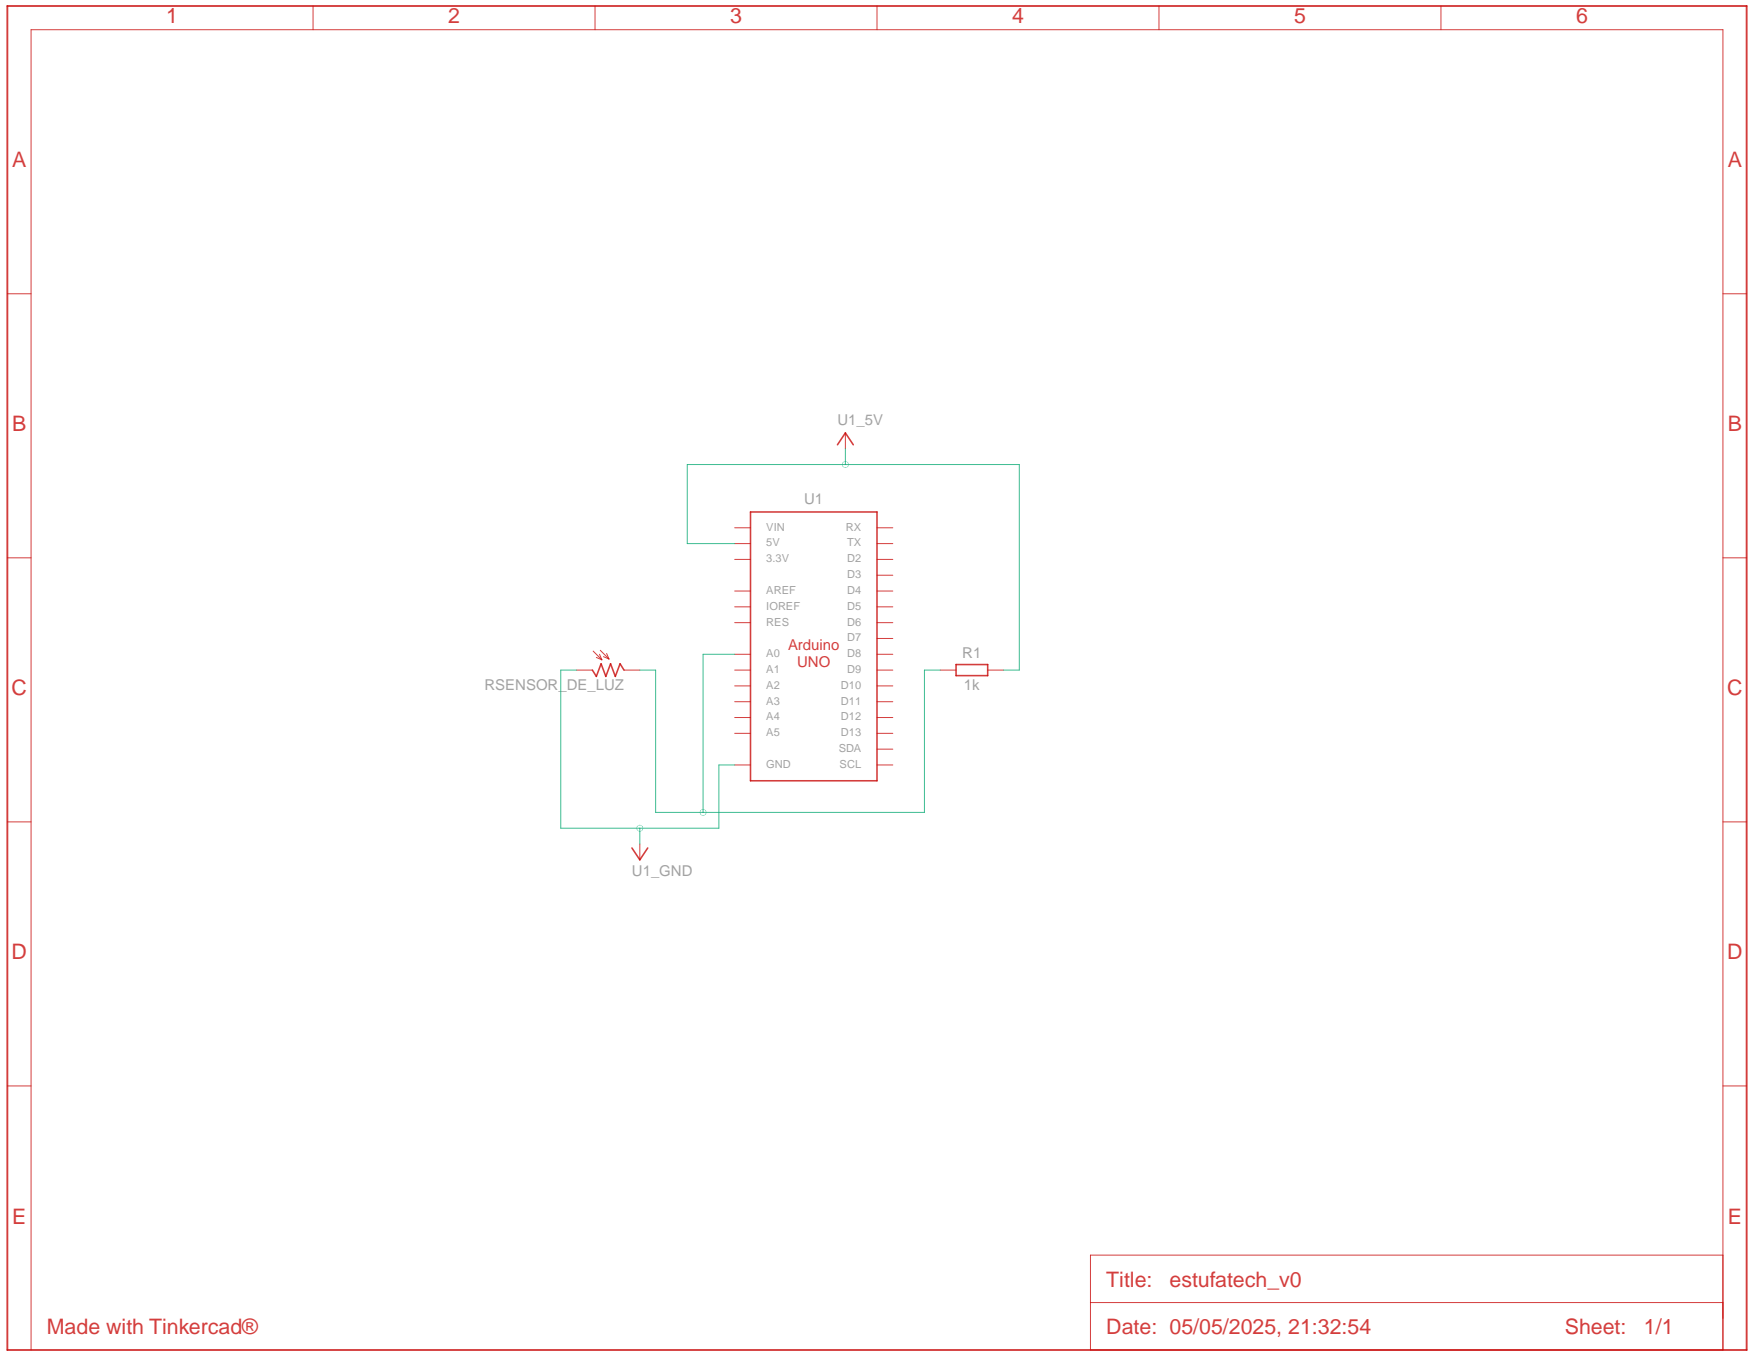 1 2 3 4 5 6
A A
B B
U1_5V
U1
VIN RX
5V TX
3.3V D2
D3
AREF D4
IOREF D5
RES D6
D7
Arduino
UNO
A0 D8
A1 D9
A2 D10
A3 D11
A4 D12
A5 D13
SDA
GND SCL
R1
1k
RSENSOR_DE_LUZ
C C
U1_GND
D D
E E
Title: estufatech_v0
Made with Tinkercad®
Date: 05/05/2025, 21:32:54 Sheet: 1/1